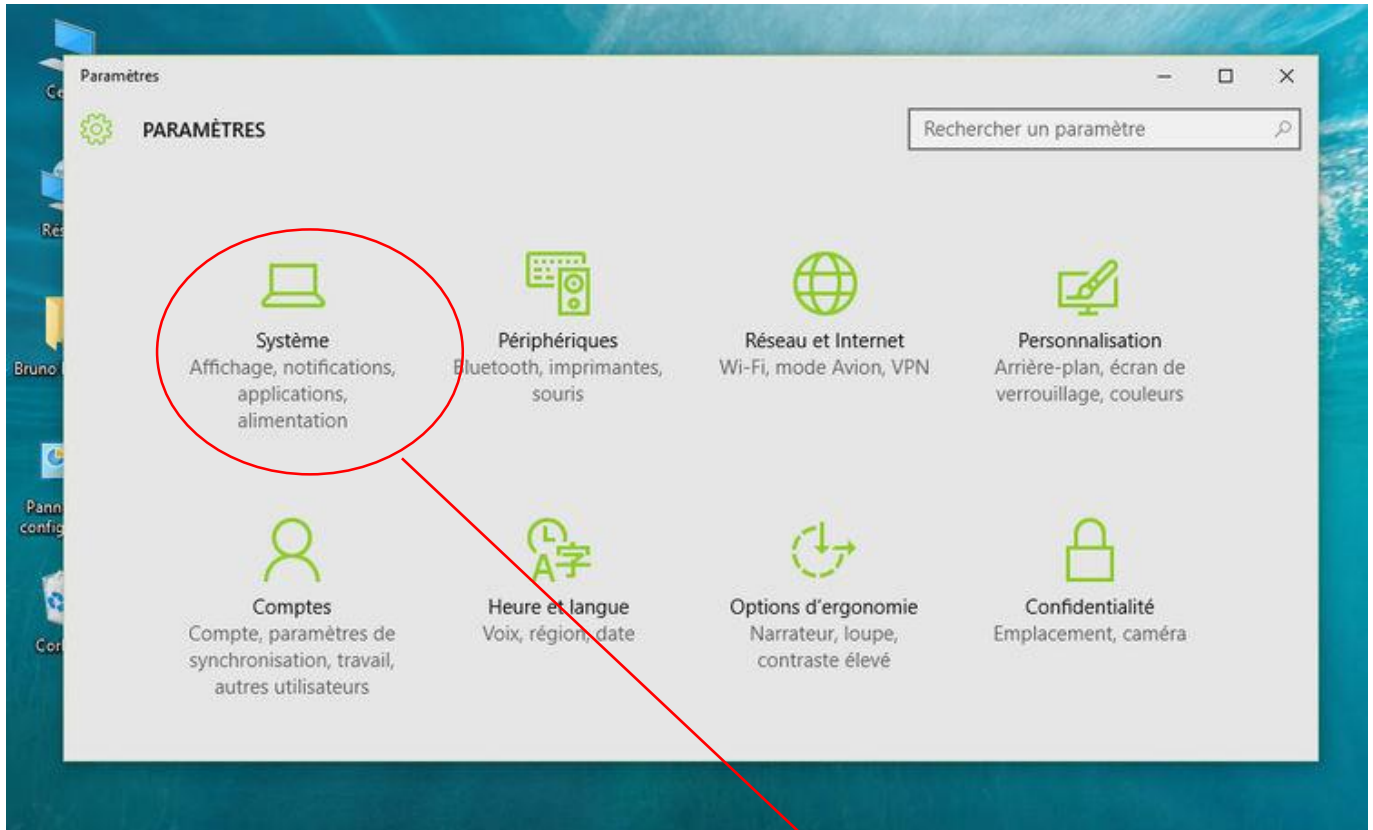 Paramètres
PARAMÈTRES
Rechercher un paramètre
Système
Affichage, notifications,
applications,
alimentation
Périphériques
Bluetooth, imprimantes,
souris
Réseau et Internet
Wi-Fi, mode Avion, VPN
Personnalisation
Arrière-plan, écran de
verrouillage, couleurs
Comptes
Compte, paramètres de
synchronisation, travail,
autres utilisateurs
Heure et langue
Voix, région, date
Options d'ergonomie
Narrateur, loupe,
contraste élevé
Confidentialité
Emplacement, caméra
Bruno